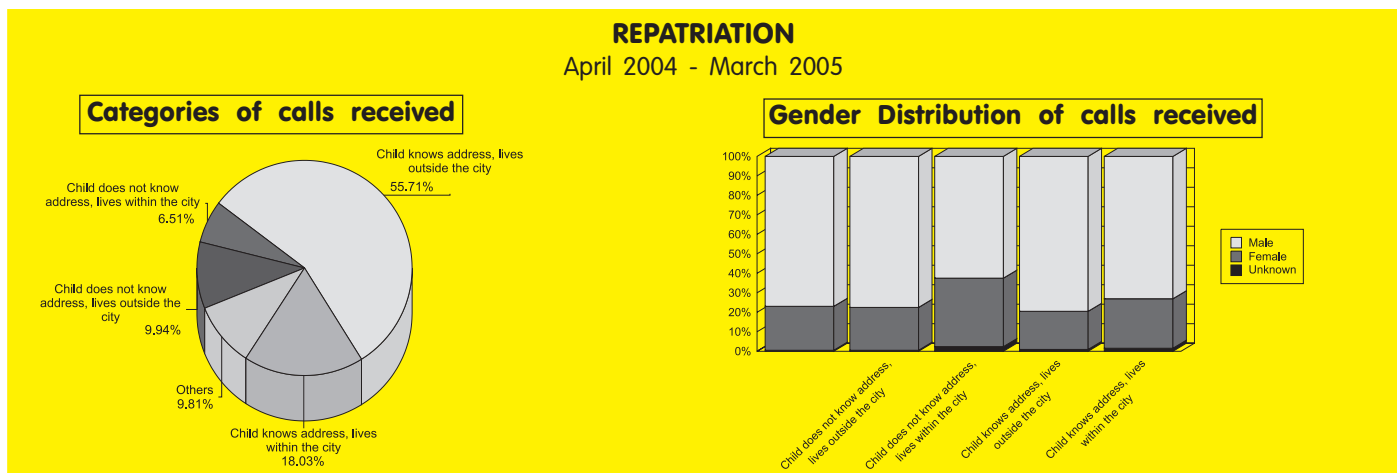 REPATRIATION
April 2004 - March 2005
Categories of calls received
Child knows address, lives
outside the city
55.71%
Child does not know
address, lives within the city
6.51%
Child does not know
address, lives outside the
city
9.94%
Others
9.81%
Child knows address, lives
within the city
18.03%
Gender Distribution of calls received
100%
90%
80%
70%
60%
50%
40%
30%
20%
10%
0%
Child does not know address,
lives outside the city
Child does not know address,
lives within the city
Child knows address, lives
outside the city
Child knows address, lives
within the city
Male
Female
Unknown